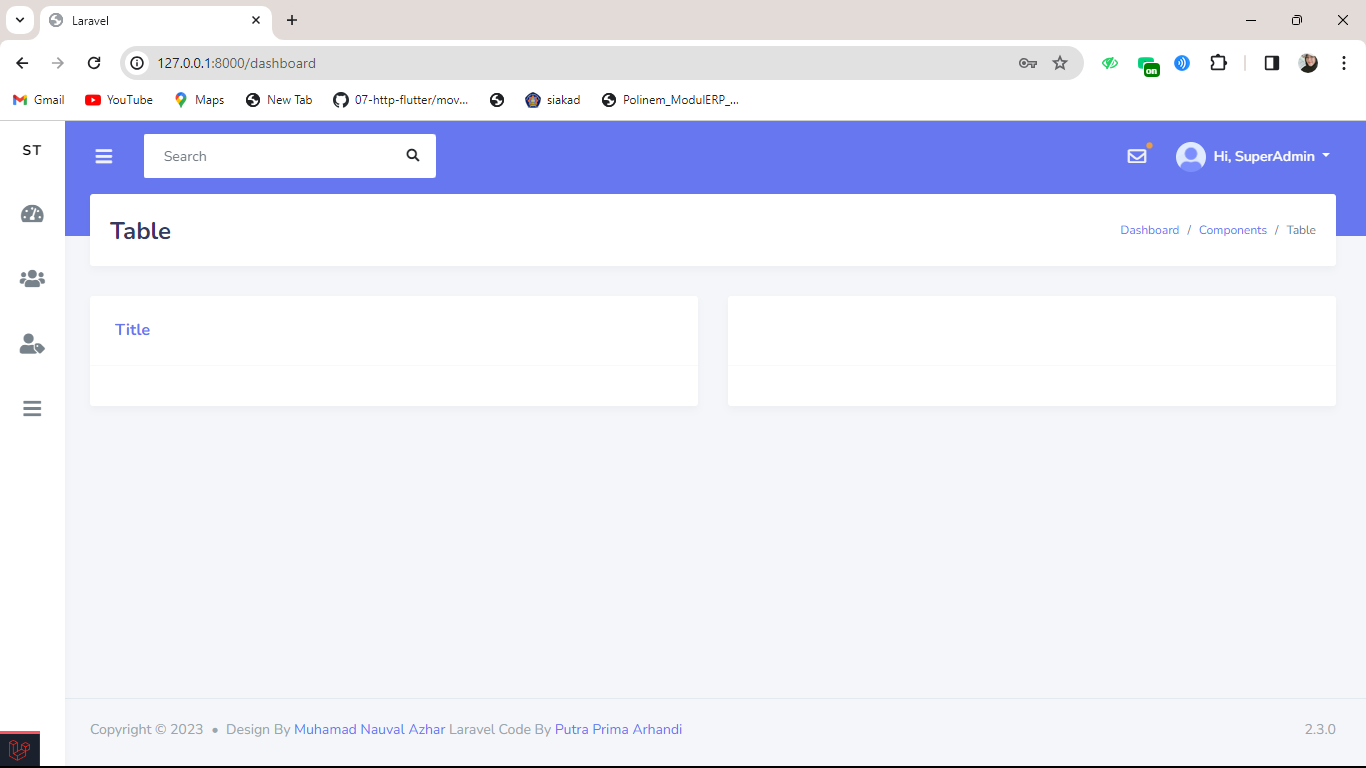 Laravel
127.0.0.1:8000/dashboard
on
Gmail YouTube Maps New Tab 07-http-flutter/mov... siakad Polinem_ModulERP_...
ST
Search
Hi, SuperAdmin
Table
Dashboard / Components / Table
Title
Copyright © 2023 • Design By Muhamad Nauval Azhar Laravel Code By Putra Prima Arhandi
2.3.0